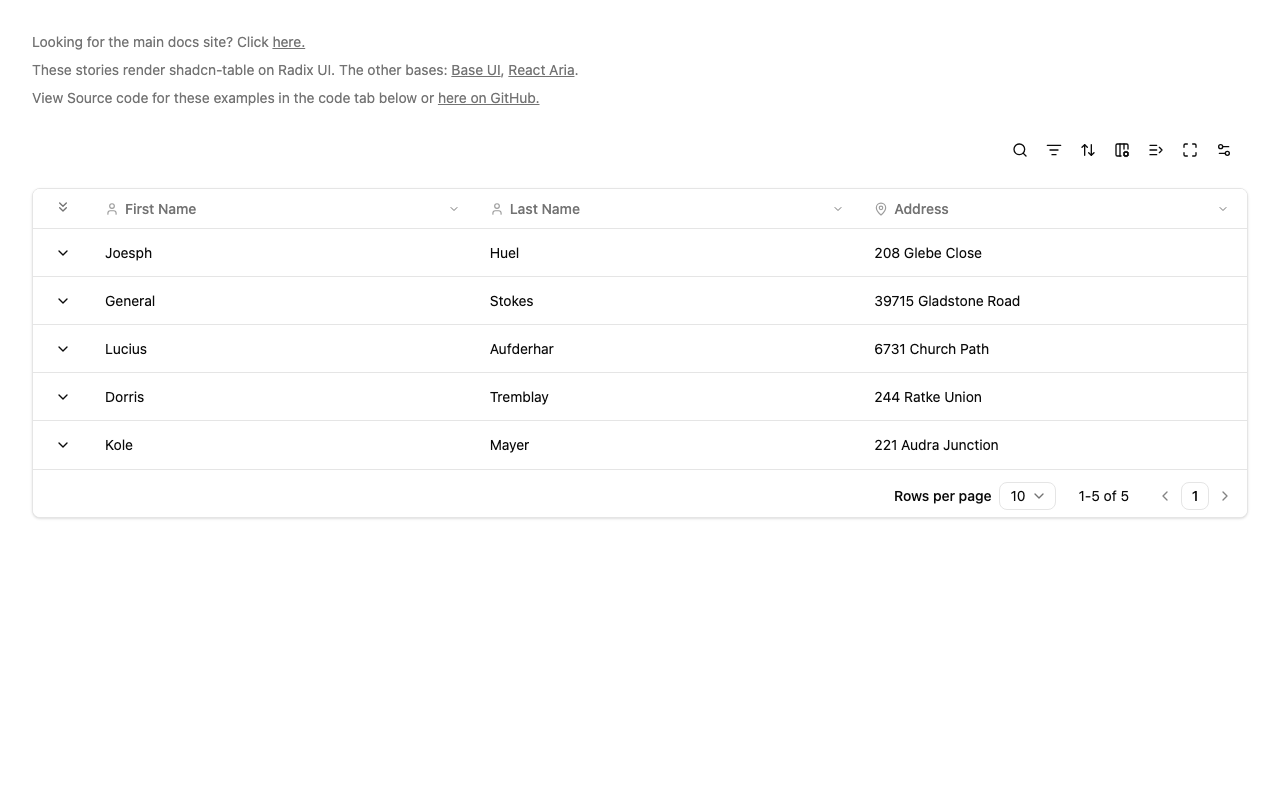 Looking for the main docs site? Click here.
These stories render shadcn-table on Radix UI. The other bases: Base UI, React Aria.
View Source code for these examples in the code tab below or here on GitHub.
First Name Last Name Address
Joesph Huel 208 Glebe Close
General Stokes 39715 Gladstone Road
Lucius Aufderhar 6731 Church Path
Dorris Tremblay 244 Ratke Union
Kole Mayer 221 Audra Junction
Rows per page 10 1-5 of 5 1